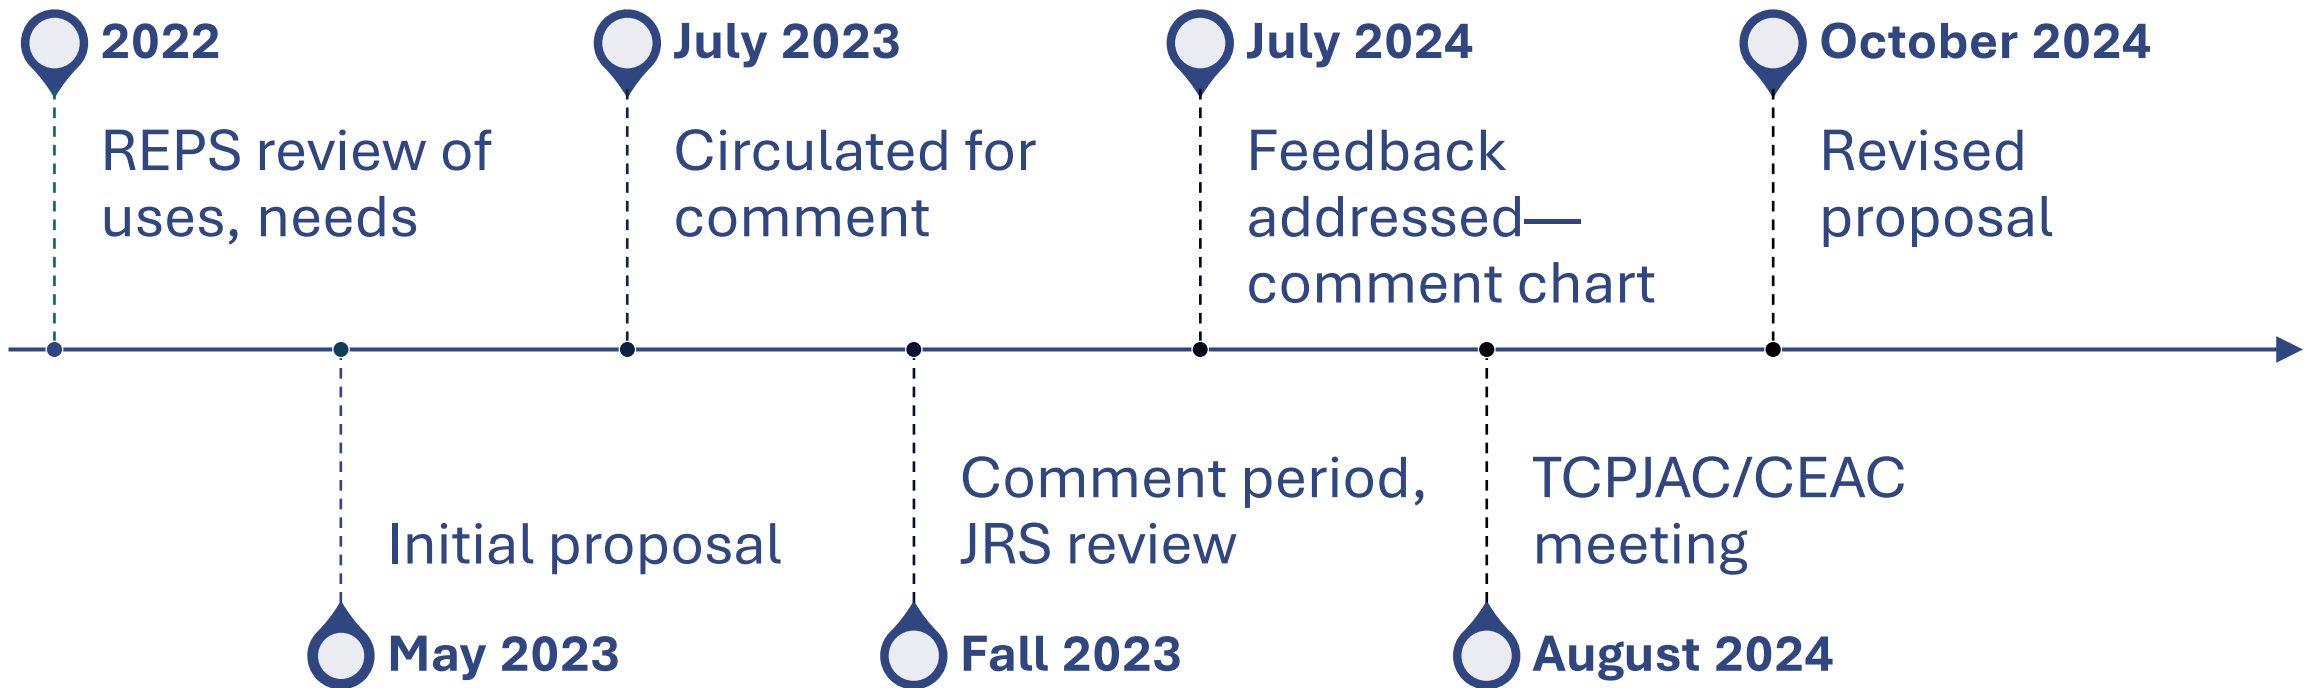 2022
REPS review of
uses, needs
May 2023
Initial proposal
July 2023
Circulated for
comment
Fall 2023
Comment period,
JRS review
July 2024
Feedback
addressed—
comment chart
August 2024
TCPJAC/CEAC
meeting
October 2024
Revised
proposal